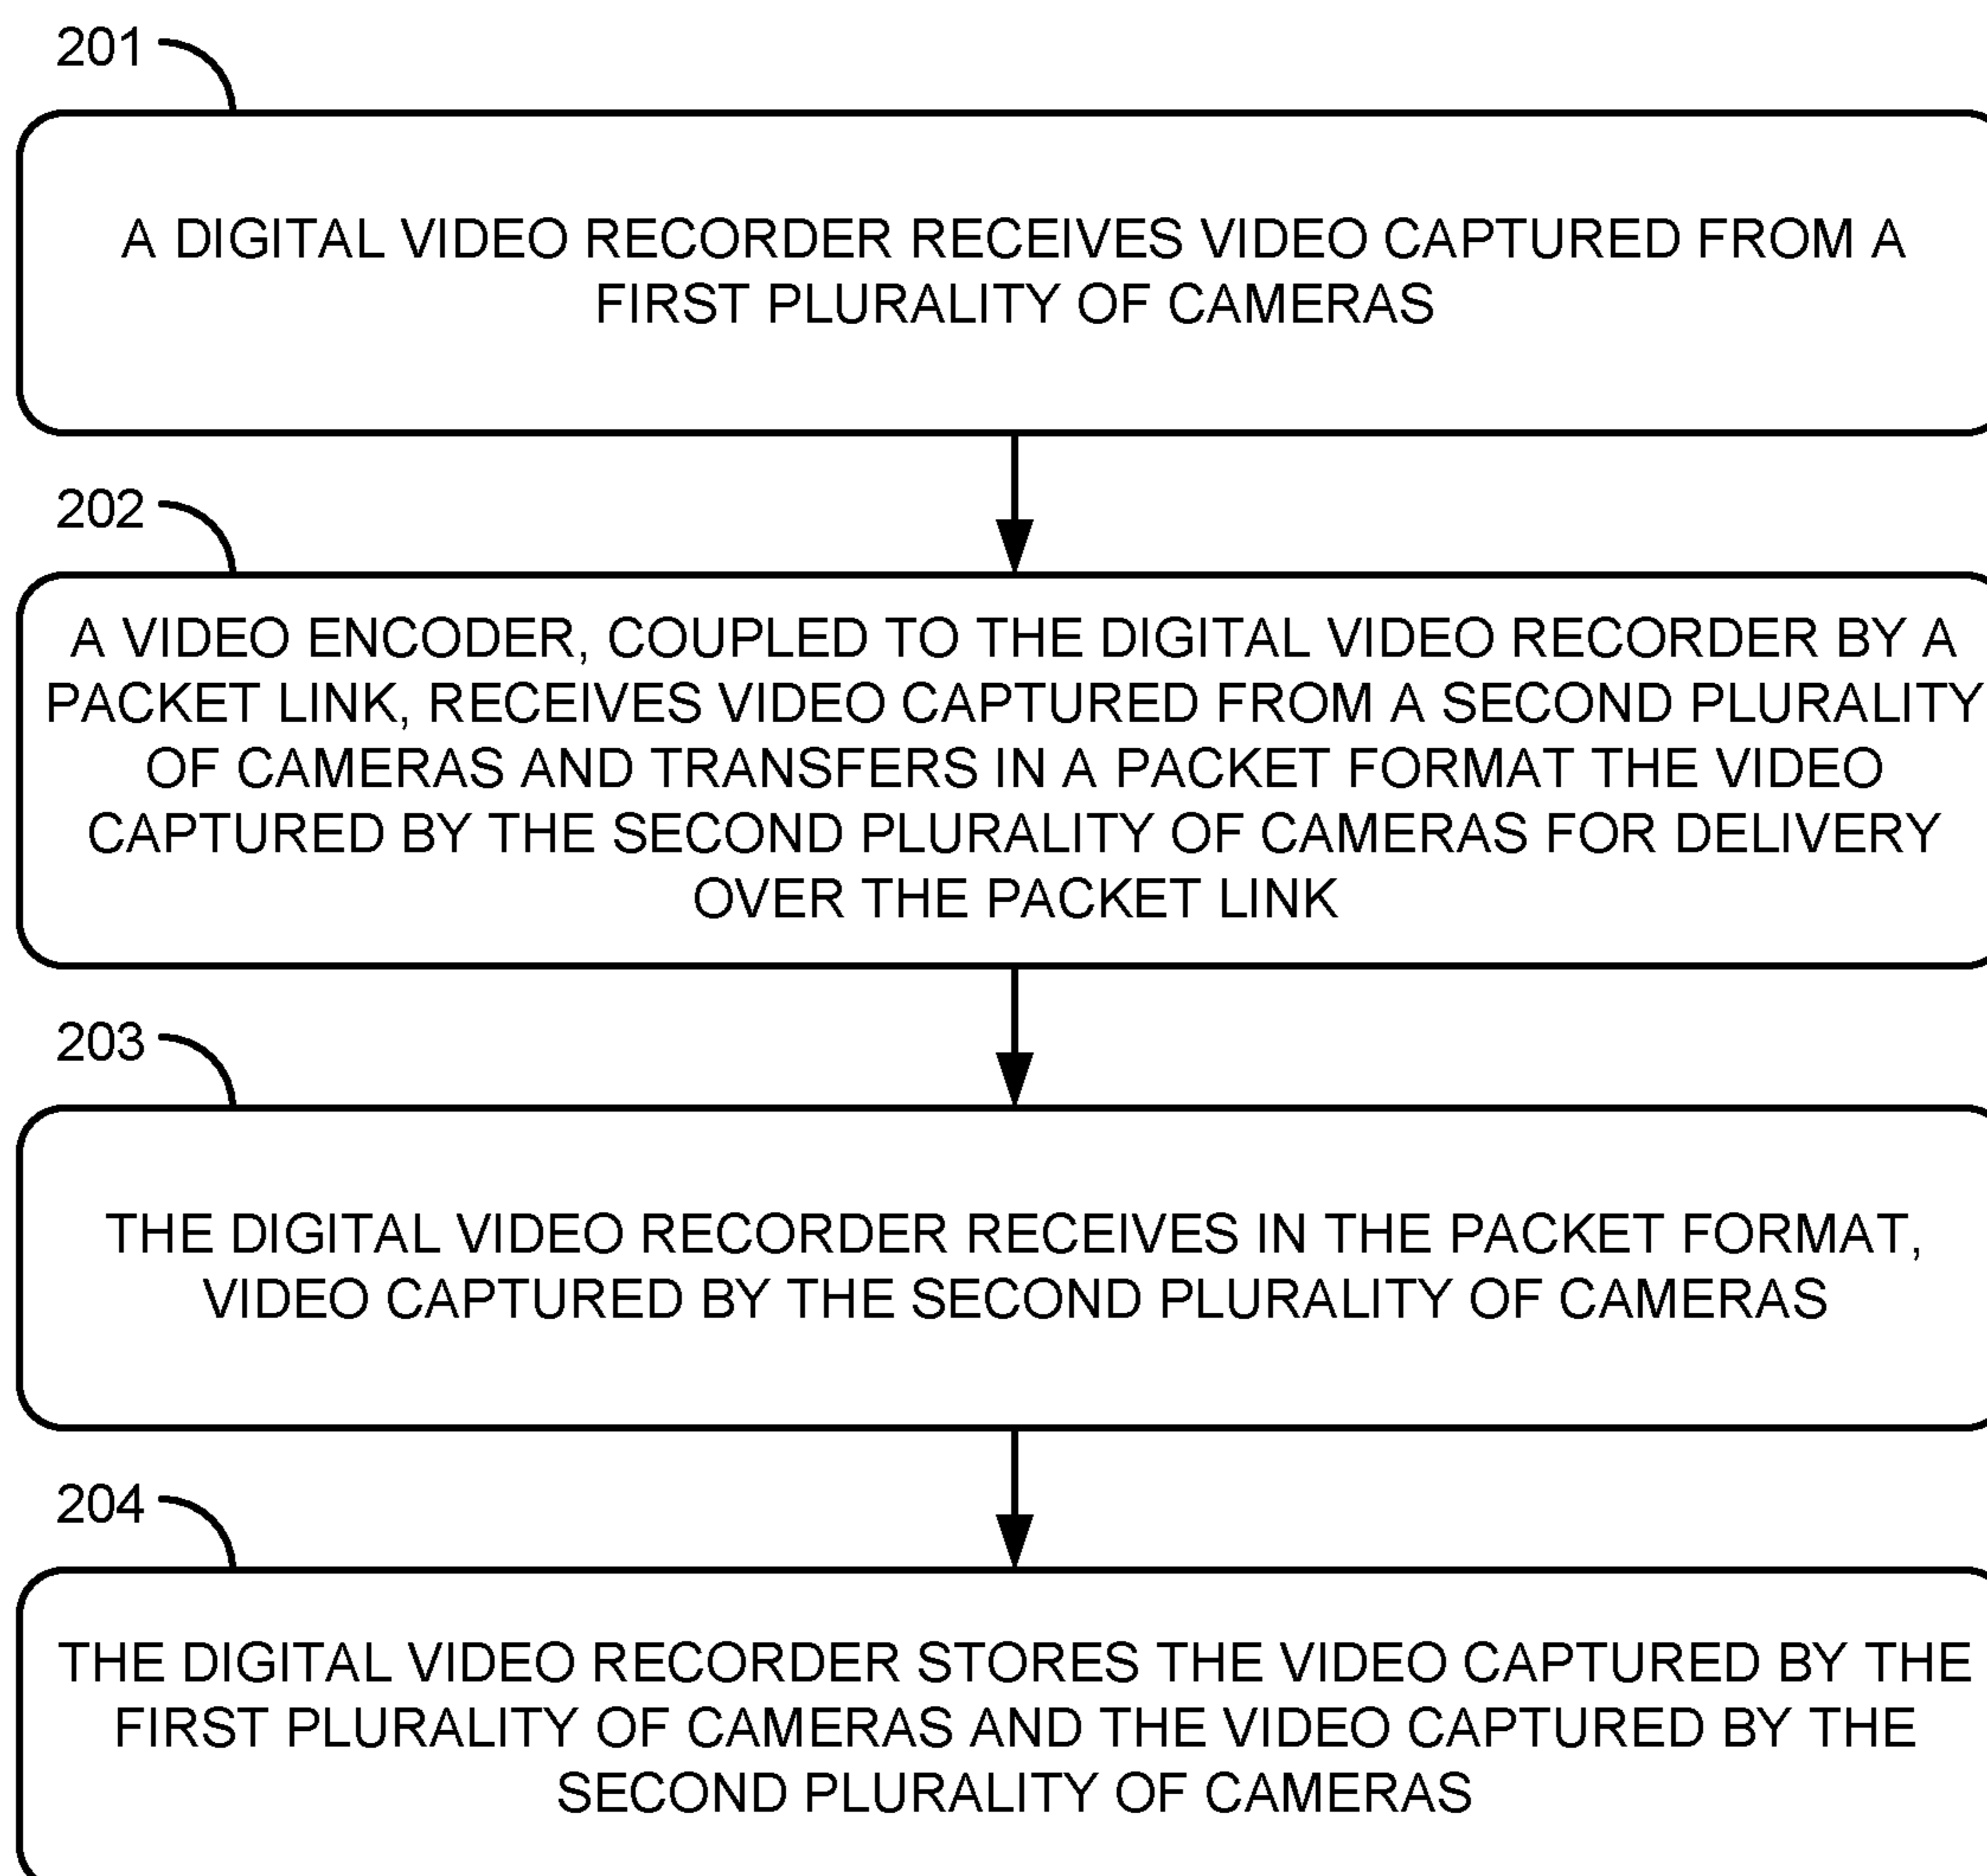 201
A DIGITAL VIDEO RECORDER RECEIVES VIDEO CAPTURED FROM A
FIRST PLURALITY OF CAMERAS
202
A VIDEO ENCODER, COUPLED TO THE DIGITAL VIDEO RECORDER BY A
PACKET LINK, RECEIVES VIDEO CAPTURED FROM A SECOND PLURALITY
OF CAMERAS AND TRANSFERS IN A PACKET FORMAT THE VIDEO
CAPTURED BY THE SECOND PLURALITY OF CAMERAS FOR DELIVERY
OVER THE PACKET LINK
203
THE DIGITAL VIDEO RECORDER RECEIVES IN THE PACKET FORMAT,
VIDEO CAPTURED BY THE SECOND PLURALITY OF CAMERAS
204
THE DIGITAL VIDEO RECORDER STORES THE VIDEO CAPTURED BY THE
FIRST PLURALITY OF CAMERAS AND THE VIDEO CAPTURED BY THE
SECOND PLURALITY OF CAMERAS